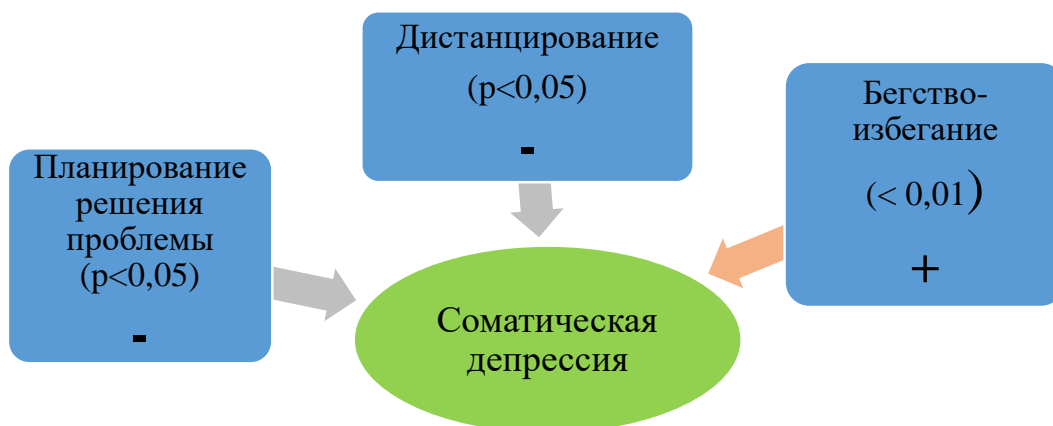 Планирование
решения
проблемы
(p<0,05)
-
Дистанцирование
(p<0,05)
-
Бегство-
избегание
(< 0,01)
+
Соматическая
депрессия